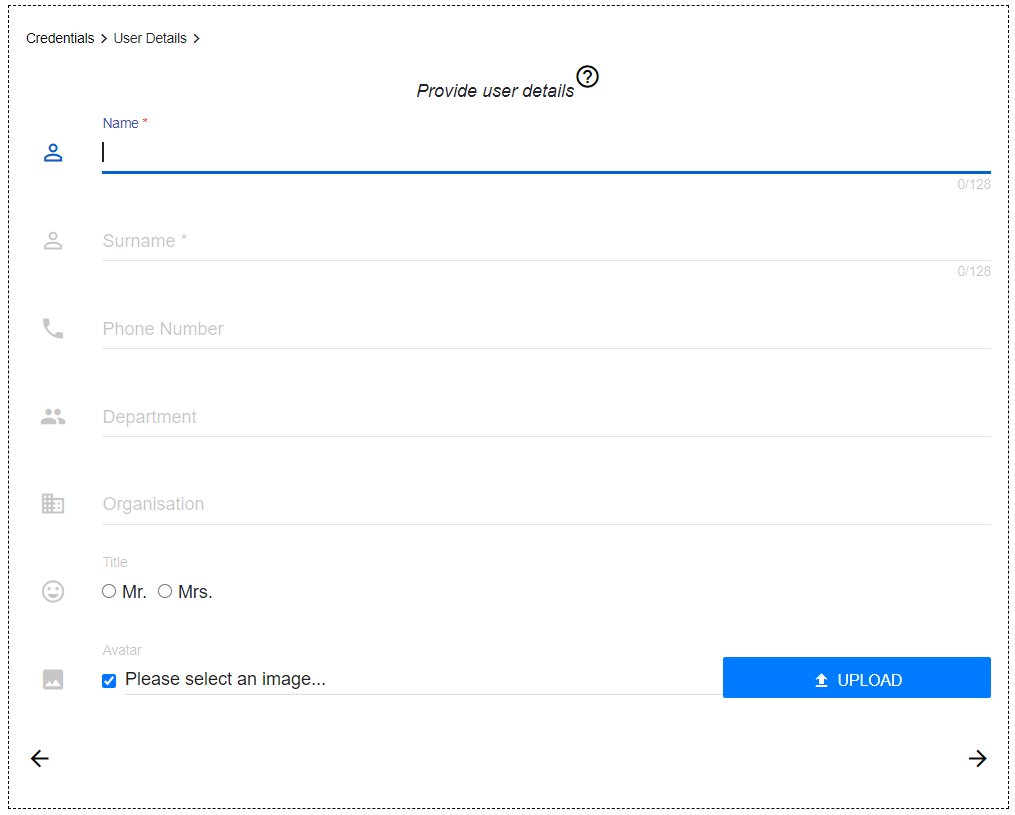 Credentials > User Details >
Provide user details ?
Name *
0/128
Surname *
0/128
Phone Number
Department
Organisation
Title
Mr. Mrs.
Avatar
Please select an image... UPLOAD